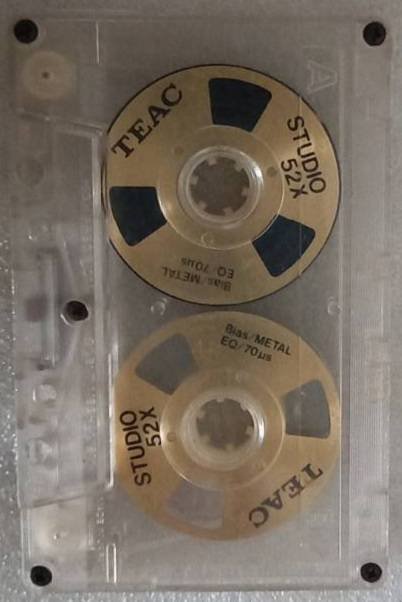 A
TEAC
STUDIO
52X
Bias/METAL
EQ/70µs
Bias/METAL
EQ/70µs
STUDIO
52X
TEAC